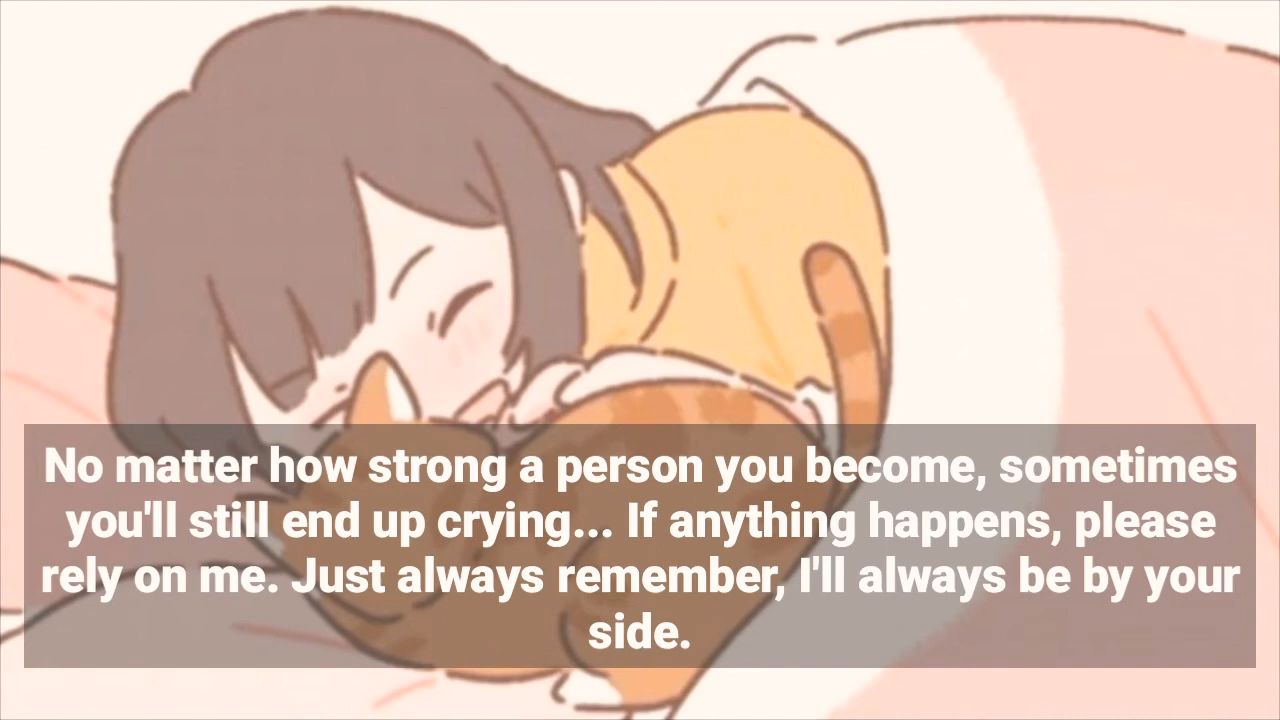 No matter how strong a person you become, sometimes
you'll still end up crying... If anything happens, please
rely on me. Just always remember, I'll always be by your
side.